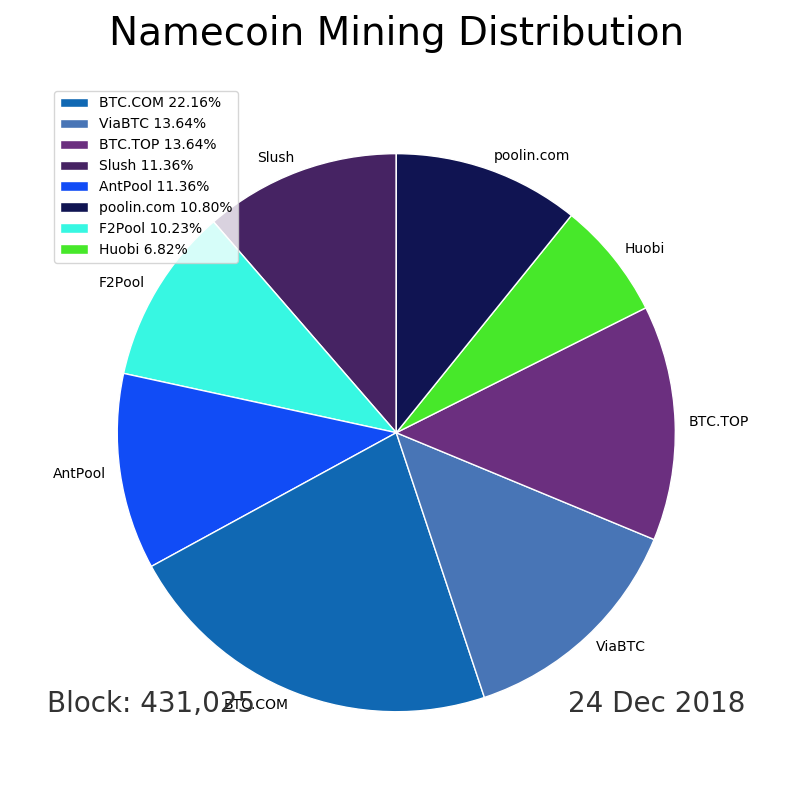 Namecoin Mining Distribution
BTC.COM 22.16%
ViaBTC 13.64%
BTC.TOP 13.64%
Slush 11.36%
AntPool 11.36%
poolin.com 10.80%
F2Pool 10.23%
Huobi 6.82%
Slush
poolin.com
Huobi
F2Pool
BTC.TOP
AntPool
ViaBTC
BTC.COM
Block: 431,025
24 Dec 2018